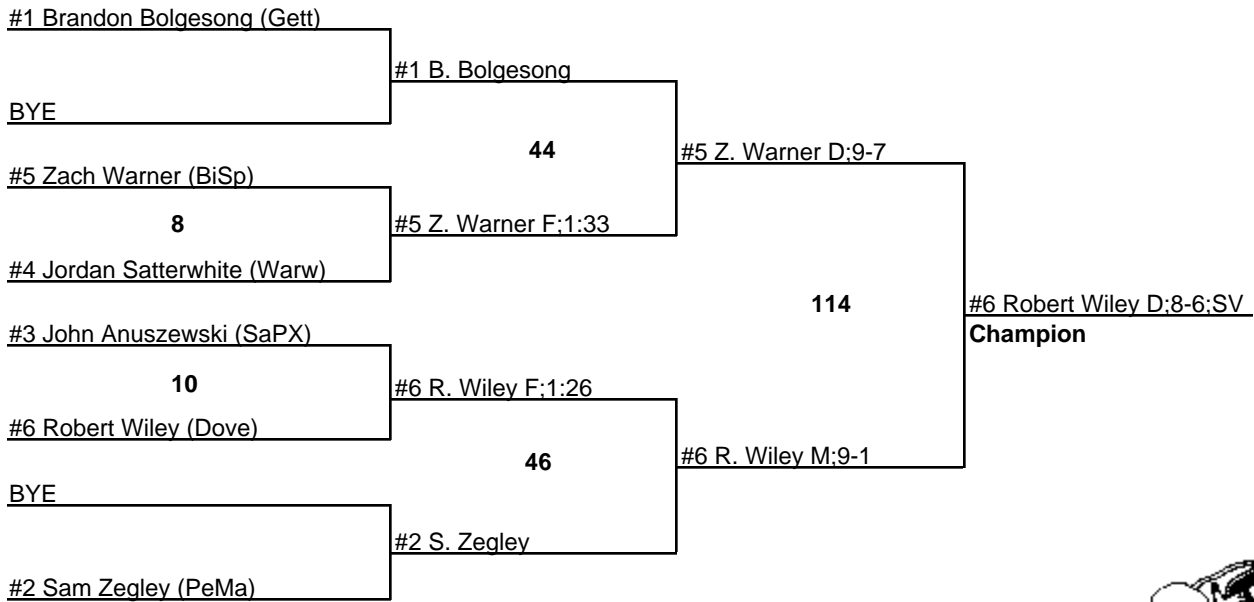 #1 Brandon Bolgesong (Gett)
#1 B. Bolgesong
BYE
44
#5 Z. Warner D;9-7
#5 Zach Warner (BiSp)
8
#5 Z. Warner F;1:33
#4 Jordan Satterwhite (Warw)
114
#6 Robert Wiley D;8-6;SV
Champion
#3 John Anuszewski (SaPX)
10
#6 R. Wiley F;1:26
#6 Robert Wiley (Dove)
46
#6 R. Wiley M;9-1
BYE
#2 S. Zegley
#2 Sam Zegley (PeMa)